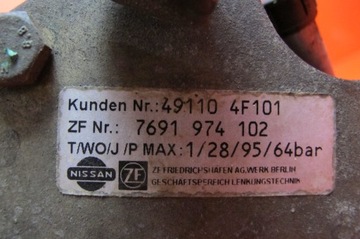 Kunden Nr.:49110 4F101
ZF Nr.: 7691 974 102
T/WO/J/P MAX:1/28/95/64bar
NISSAN ZF ZF FRIEDRICHSHAFEN AG.WERK BERLIN
GESCHÄFTSBEREICH LENKUNGSTECHNIK